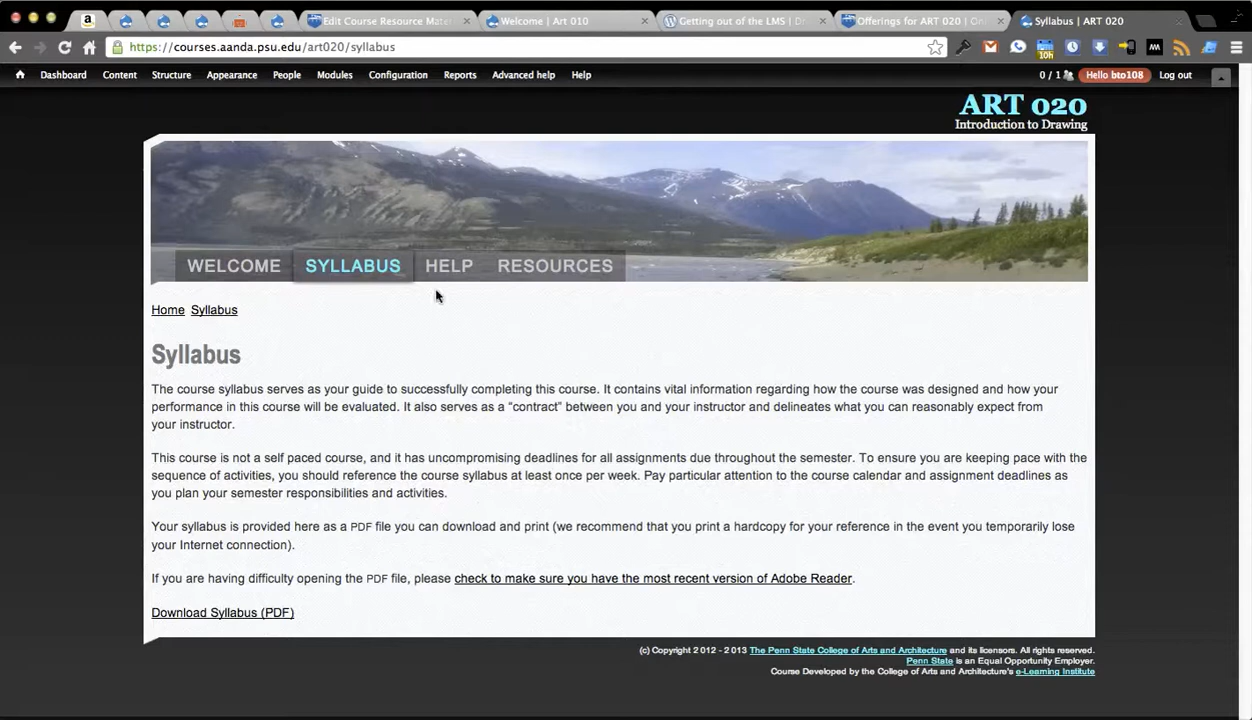 Edit Course Resource Mater
Welcome | Art 010
Getting out of the LMS | D
Offerings for ART 020 | Onl
Syllabus | ART 020
https://courses.aanda.psu.edu/art020/syllabus
10h
Dashboard Content Structure Appearance People Modules Configuration Reports Advanced help Help 0 / 1 Hello bto108 Log out
ART 020
Introduction to Drawing
WELCOME SYLLABUS HELP RESOURCES
Home Syllabus
Syllabus
The course syllabus serves as your guide to successfully completing this course. It contains vital information regarding how the course was designed and how your
performance in this course will be evaluated. It also serves as a “contract” between you and your instructor and delineates what you can reasonably expect from
your instructor.
This course is not a self paced course, and it has uncompromising deadlines for all assignments due throughout the semester. To ensure you are keeping pace with the
sequence of activities, you should reference the course syllabus at least once per week. Pay particular attention to the course calendar and assignment deadlines as
you plan your semester responsibilities and activities.
Your syllabus is provided here as a PDF file you can download and print (we recommend that you print a hardcopy for your reference in the event you temporarily lose
your Internet connection).
If you are having difficulty opening the PDF file, please check to make sure you have the most recent version of Adobe Reader.
Download Syllabus (PDF)
(c) Copyright 2012 - 2013 The Penn State College of Arts and Architecture and its licensors. All rights reserved.
Penn State is an Equal Opportunity Employer.
Course Developed by the College of Arts and Architecture's e-Learning Institute